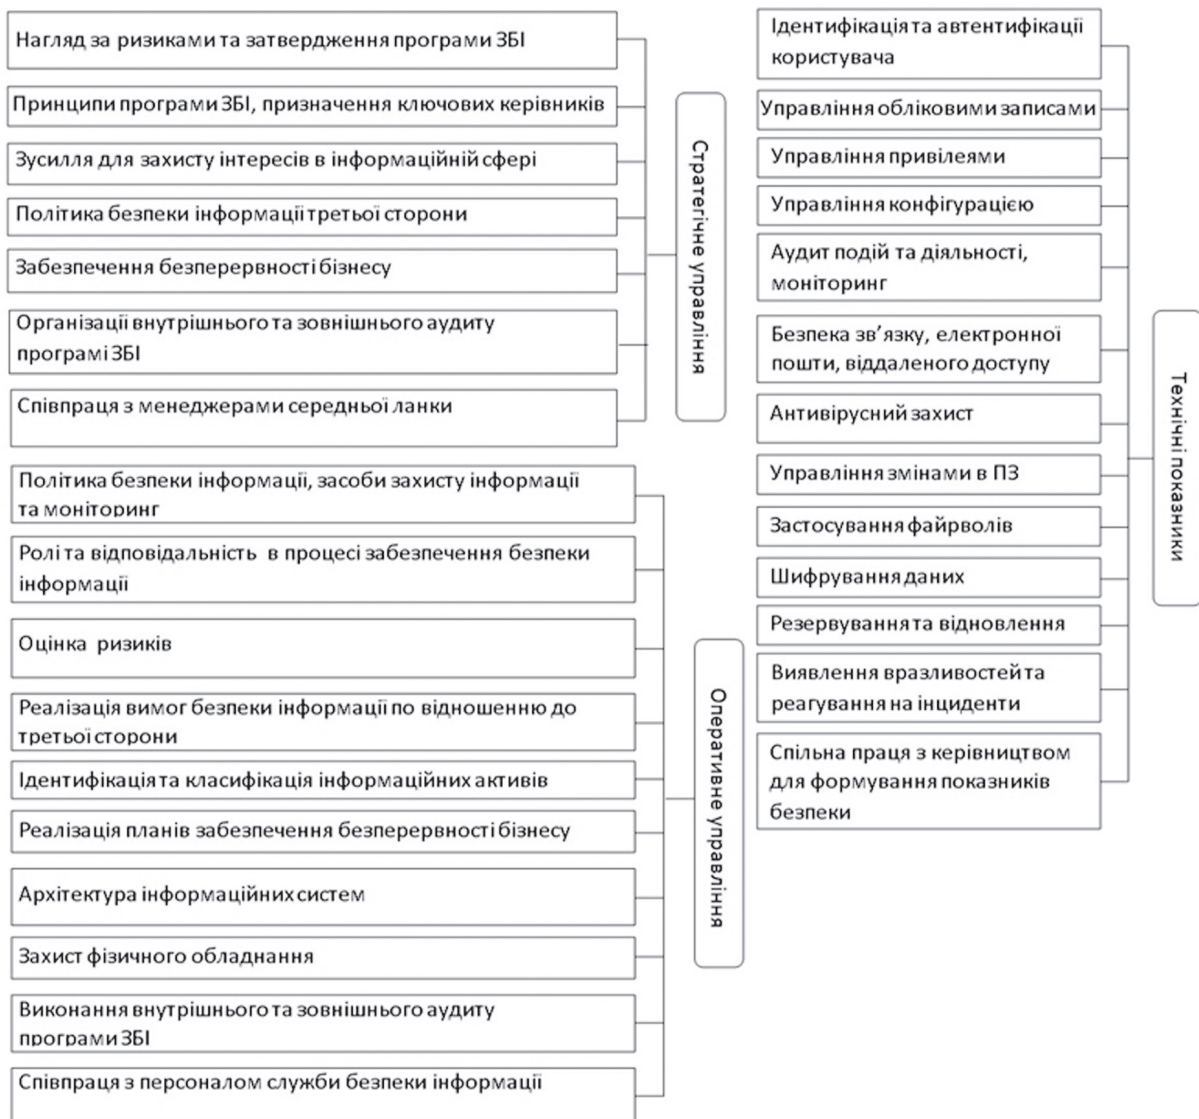 Нагляд за ризиками та затвердження програми ЗБІ
Принципи програми ЗБІ, призначення ключових керівників
Зусилля для захисту інтересів в інформаційній сфері
Політика безпеки інформації третьої сторони
Забезпечення безперервності бізнесу
Організації внутрішнього та зовнішнього аудиту
програмі ЗБІ
Співпраця з менеджерами середньої ланки
Стратегічне управління
Політика безпеки інформації, засоби захисту інформації
та моніторинг
Ролі та відповідальність в процесі забезпечення безпеки
інформації
Оцінка ризиків
Реалізація вимог безпеки інформації по відношенню до
третьої сторони
Ідентифікація та класифікація інформаційних активів
Реалізація планів забезпечення безперервності бізнесу
Архітектура інформаційних систем
Захист фізичного обладнання
Виконання внутрішнього та зовнішнього аудиту
програми ЗБІ
Співпраця з персоналом служби безпеки інформації
Оперативне управління
Ідентифікація та автентифікації
користувача
Управління обліковими записами
Управління привілеями
Управління конфігурацією
Аудит подій та діяльності,
моніторинг
Безпека зв’язку, електронної
пошти, віддаленого доступу
Антивірусний захист
Управління змінами в ПЗ
Застосування файрволів
Шифрування даних
Резервування та відновлення
Виявлення вразливостей та
реагування на інциденти
Спільна праця з керівництвом
для формування показників
безпеки
Технічні показники